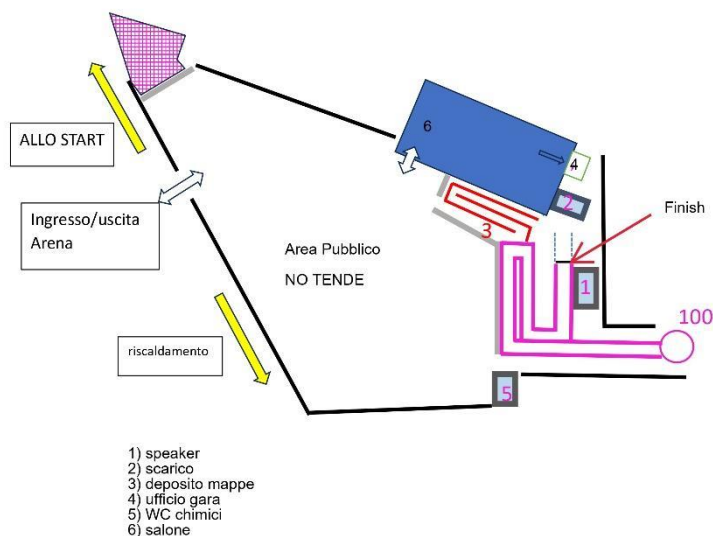 6
4
ALLO START
2
Finish
Ingresso/uscita
Arena
3
Area Pubblico
NO TENDE
1
100
riscaldamento
5
1) speaker
2) scarico
3) deposito mappe
4) ufficio gara
5) WC chimici
6) salone